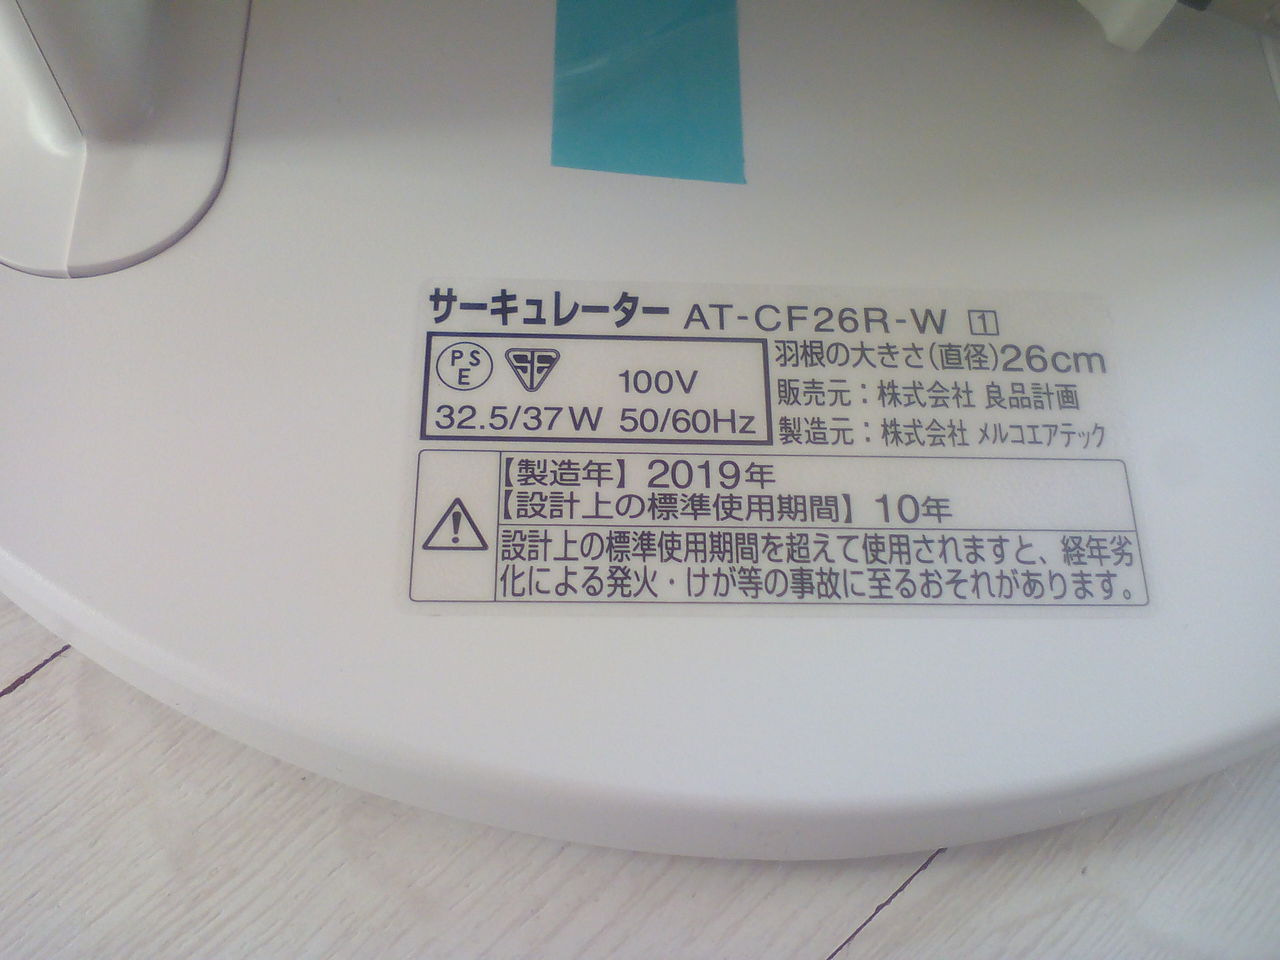 サーキュレーター AT-CF26R-W 1
PSE 100V
32.5/37W 50/60Hz
羽根の大きさ(直径)26cm
販売元：株式会社 良品計画
製造元：株式会社 メルコエアテック
【製造年】2019年
【設計上の標準使用期間】10年
設計上の標準使用期間を超えて使用されますと、経年劣
化による発火・けが等の事故に至るおそれがあります。